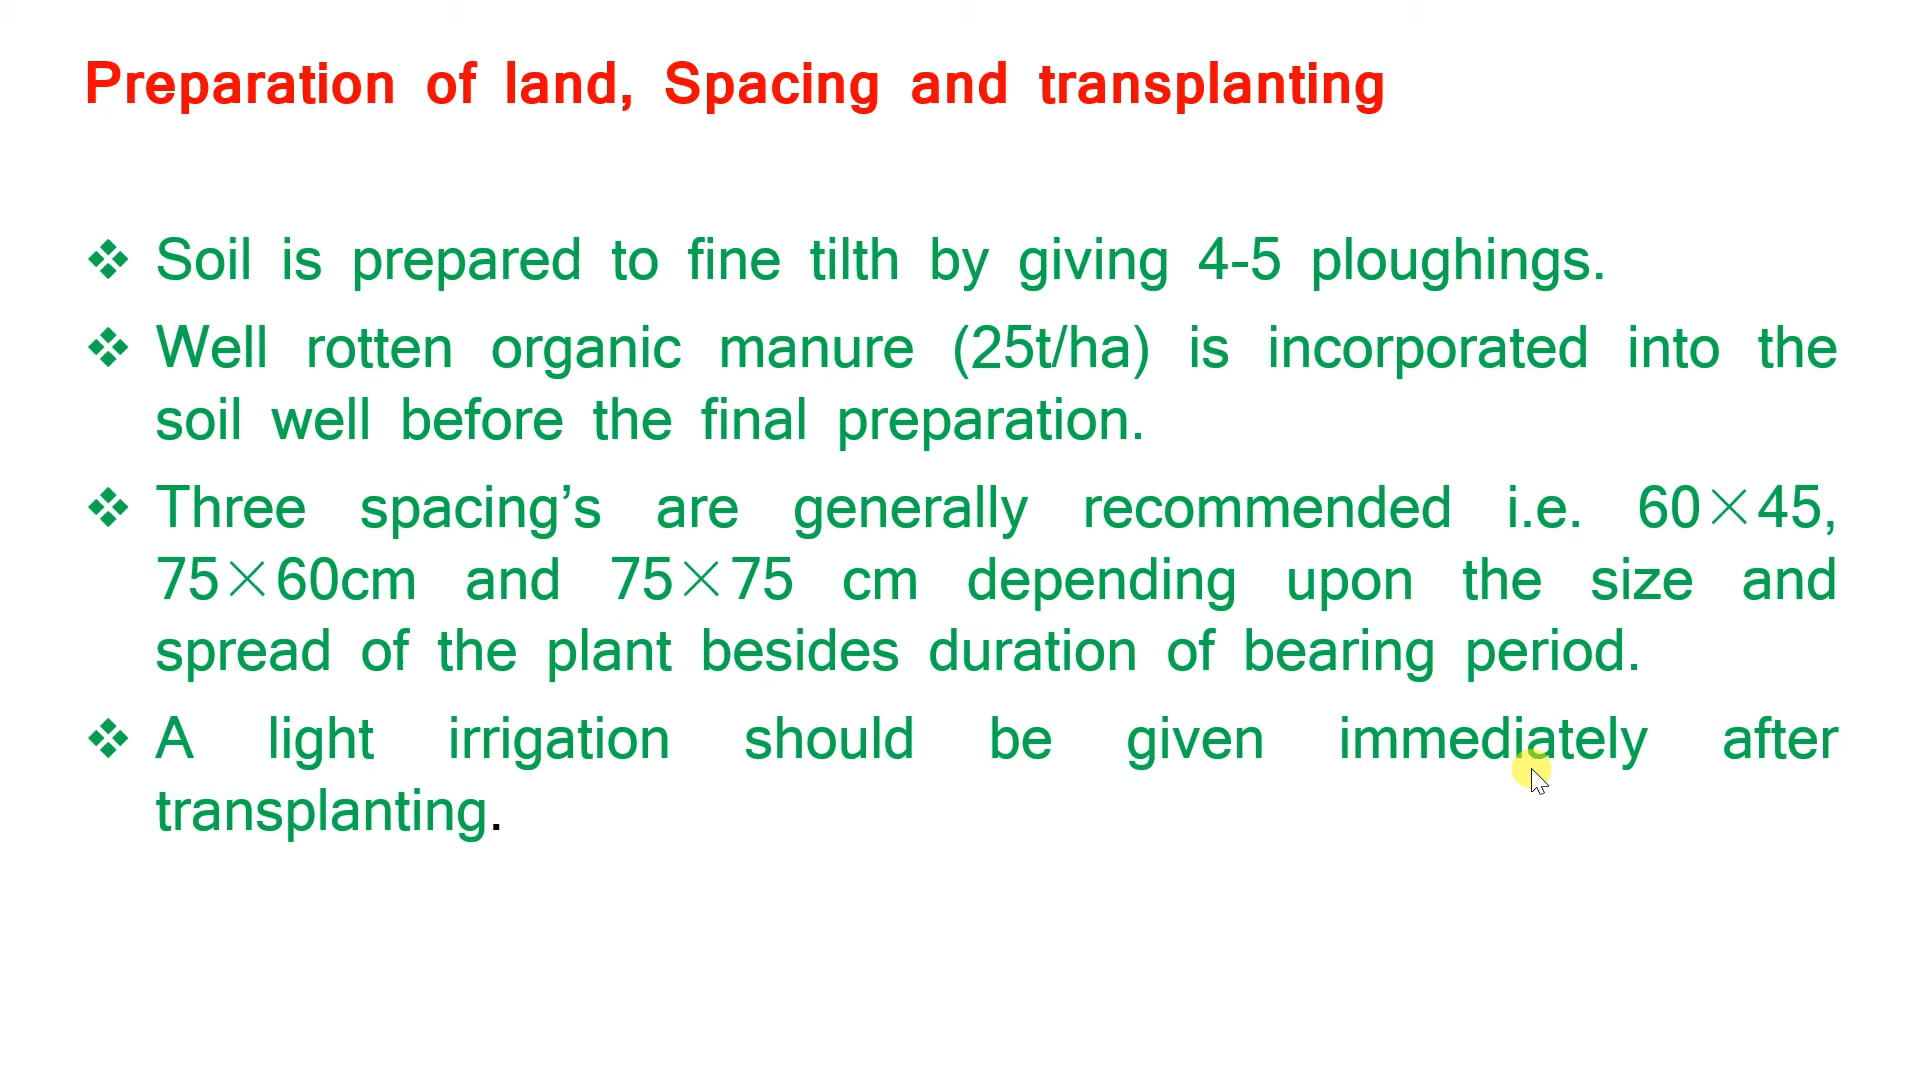 Preparation of land, Spacing and transplanting
❖ Soil is prepared to fine tilth by giving 4-5 ploughings.
❖ Well rotten organic manure (25t/ha) is incorporated into the
soil well before the final preparation.
❖ Three spacing’s are generally recommended i.e. 60×45,
75×60cm and 75×75 cm depending upon the size and
spread of the plant besides duration of bearing period.
❖ A light irrigation should be given immediately after
transplanting.